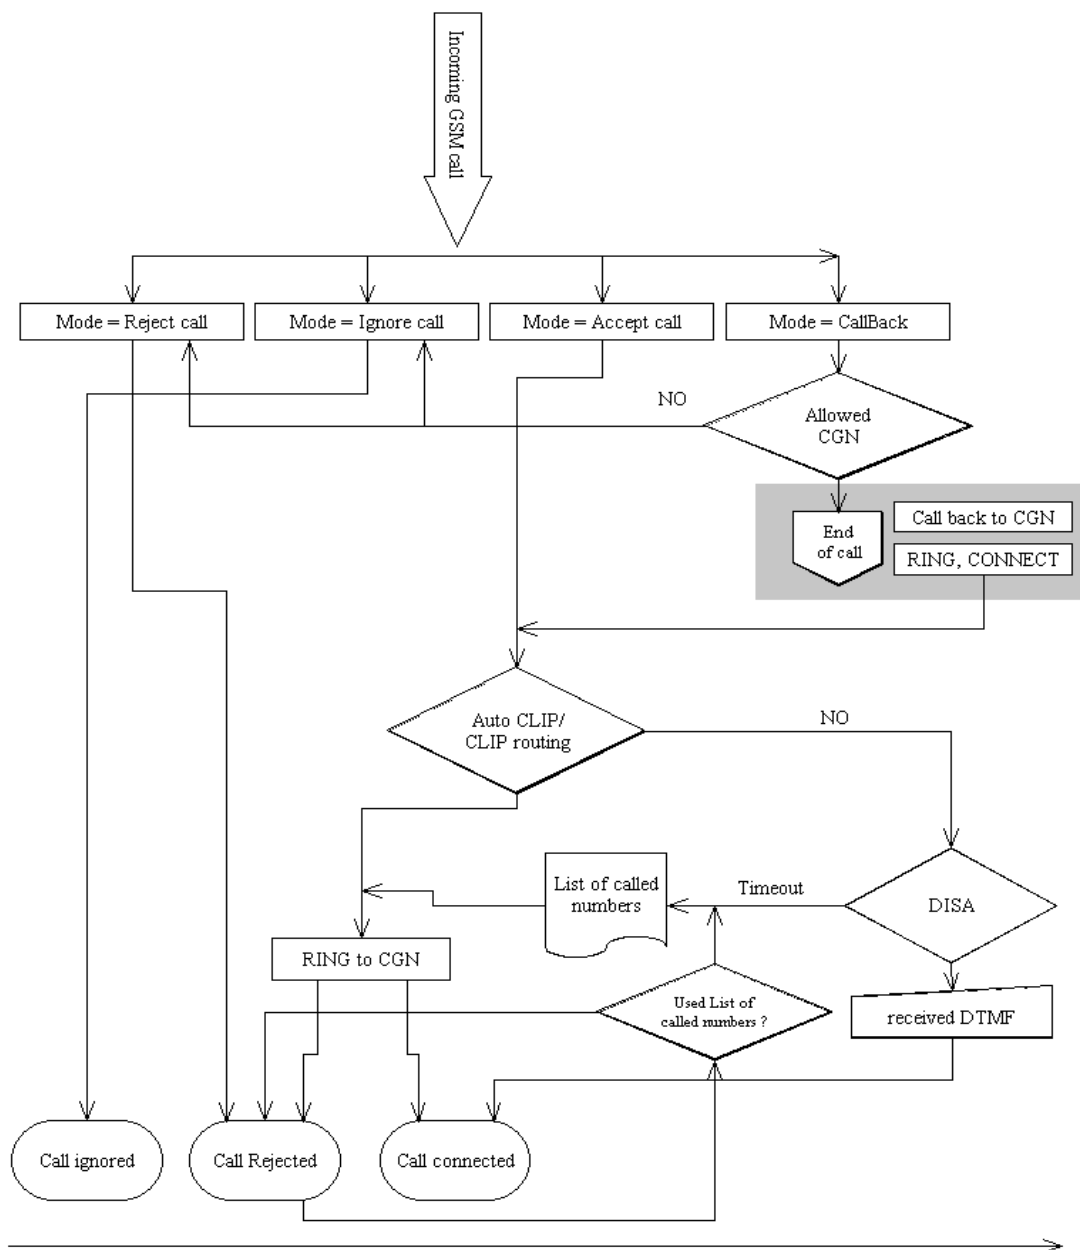 Incoming GSM call
Mode = Reject call
Mode = Ignore call
Mode = Accept call
Mode = CallBack
NO
Allowed
CGN
End
of call
Call back to CGN
RING, CONNECT
Auto CLIP/
CLIP routing
NO
List of called
numbers
Timeout
DISA
RING to CGN
Used List of
called numbers ?
received DTMF
Call ignored
Call Rejected
Call connected